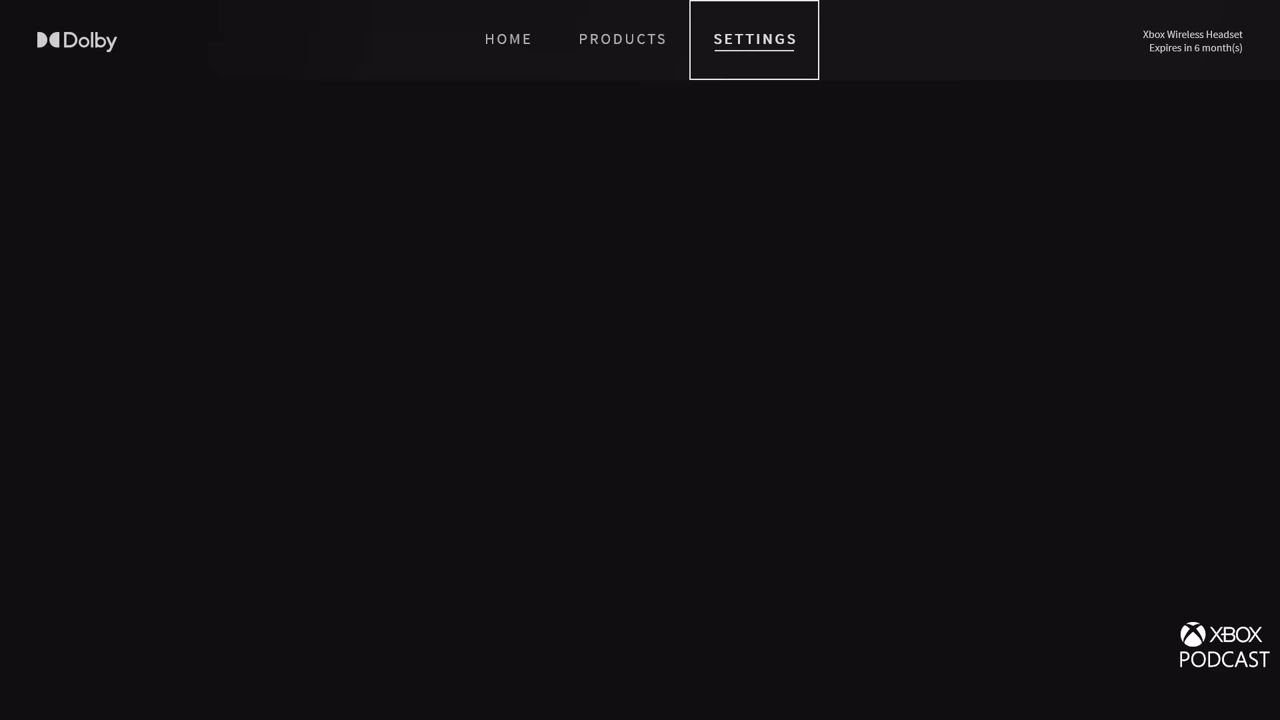 Dolby
HOME
PRODUCTS
SETTINGS
Xbox Wireless Headset
Expires in 6 month(s)
XBOX
PODCAST